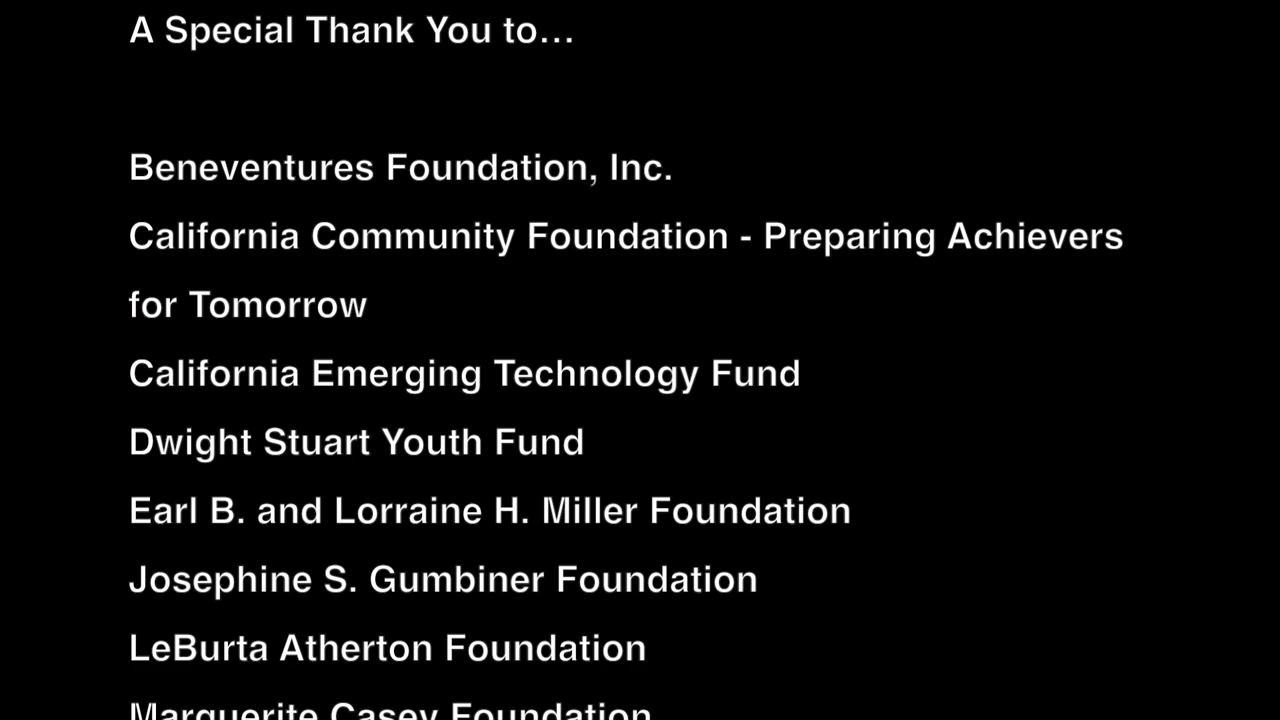 A Special Thank You to...
Beneventures Foundation, Inc.
California Community Foundation - Preparing Achievers
for Tomorrow
California Emerging Technology Fund
Dwight Stuart Youth Fund
Earl B. and Lorraine H. Miller Foundation
Josephine S. Gumbiner Foundation
LeBurta Atherton Foundation
Marguerite Casey Foundation